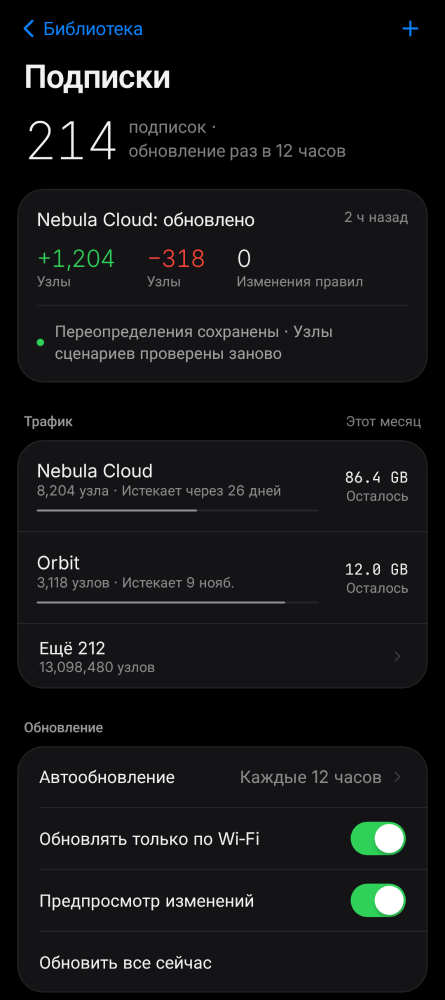 Библиотека
Подписки
214
подписок ·
обновление раз в 12 часов
Nebula Cloud: обновлено
2 ч назад
+1,204
−318
0
Узлы
Узлы
Изменения правил
Переопределения сохранены · Узлы
сценариев проверены заново
Трафик
Этот месяц
Nebula Cloud
8,204 узла · Истекает через 26 дней
86.4 GB
Осталось
Orbit
3,118 узлов · Истекает 9 нояб.
12.0 GB
Осталось
Ещё 212
13,098,480 узлов
Обновление
Автообновление
Каждые 12 часов
Обновлять только по Wi-Fi
Предпросмотр изменений
Обновить все сейчас